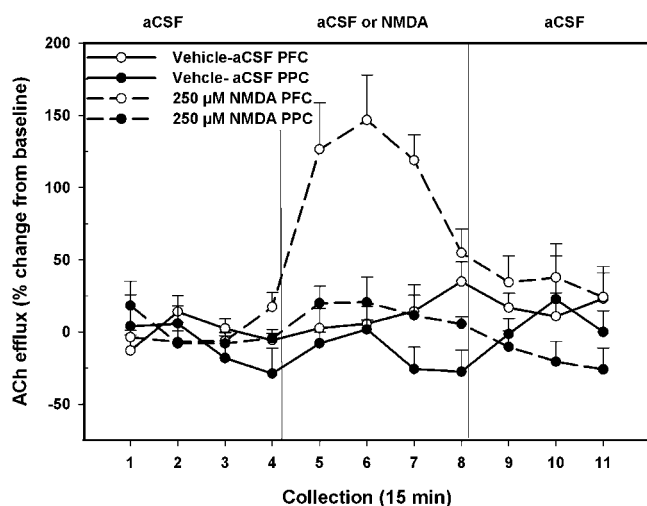 aCSF aCSF or NMDA aCSF
Vehicle-aCSF PFC
Vehcle- aCSF PPC
250 µM NMDA PFC
250 µM NMDA PPC
ACh efflux (% change from baseline)
200
150
100
50
0
-50
1 2 3 4 5 6 7 8 9 10 11
Collection (15 min)